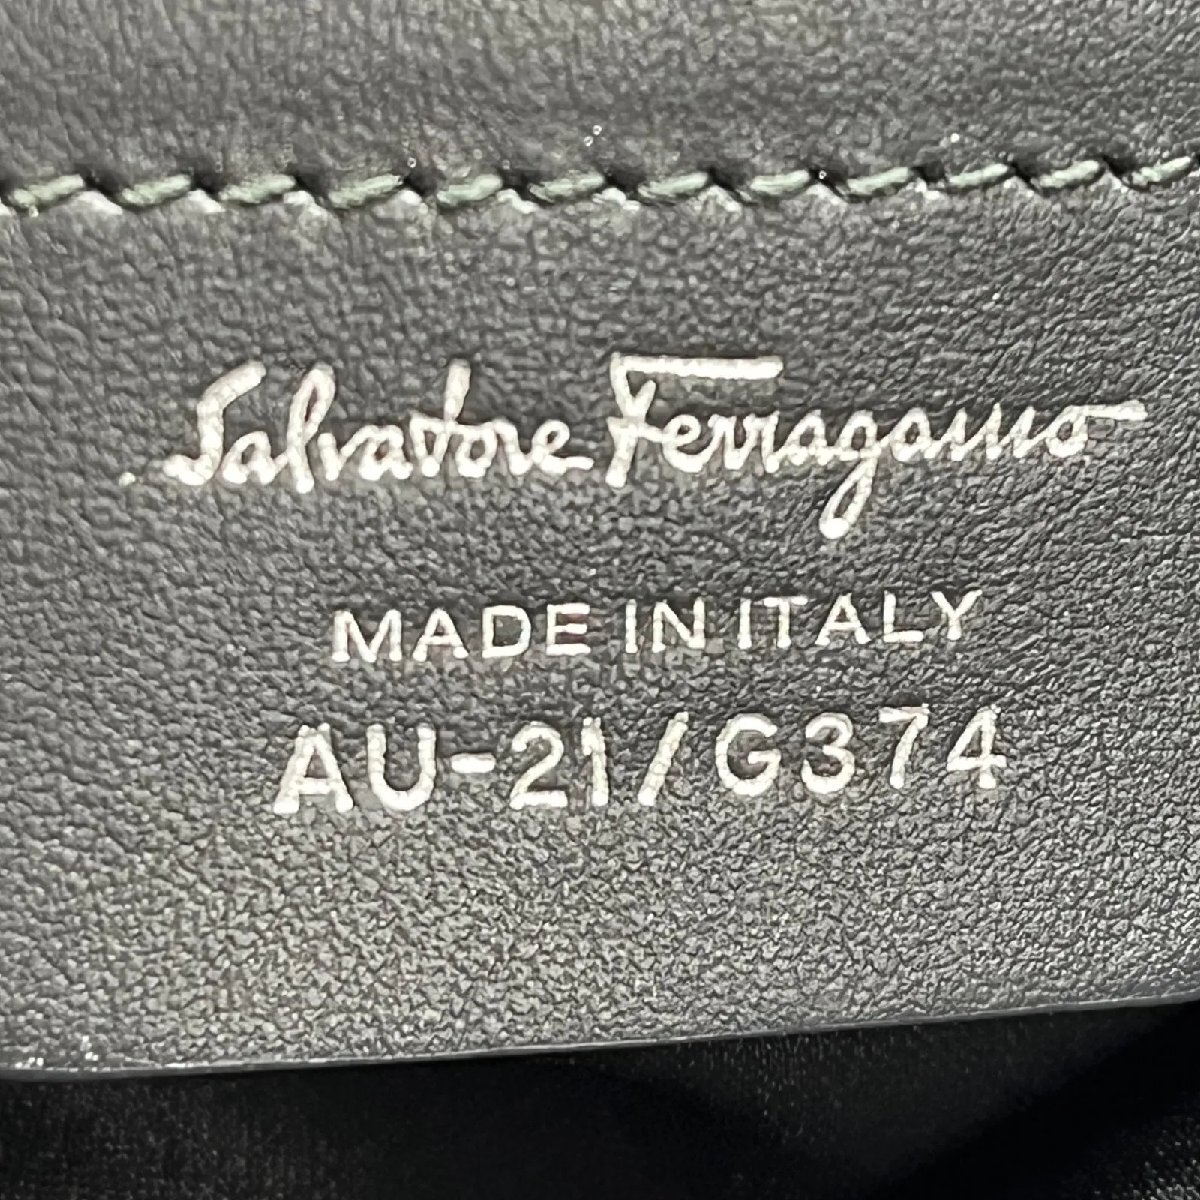 Salvatore Ferragamo
MADE IN ITALY
AU-21/G374